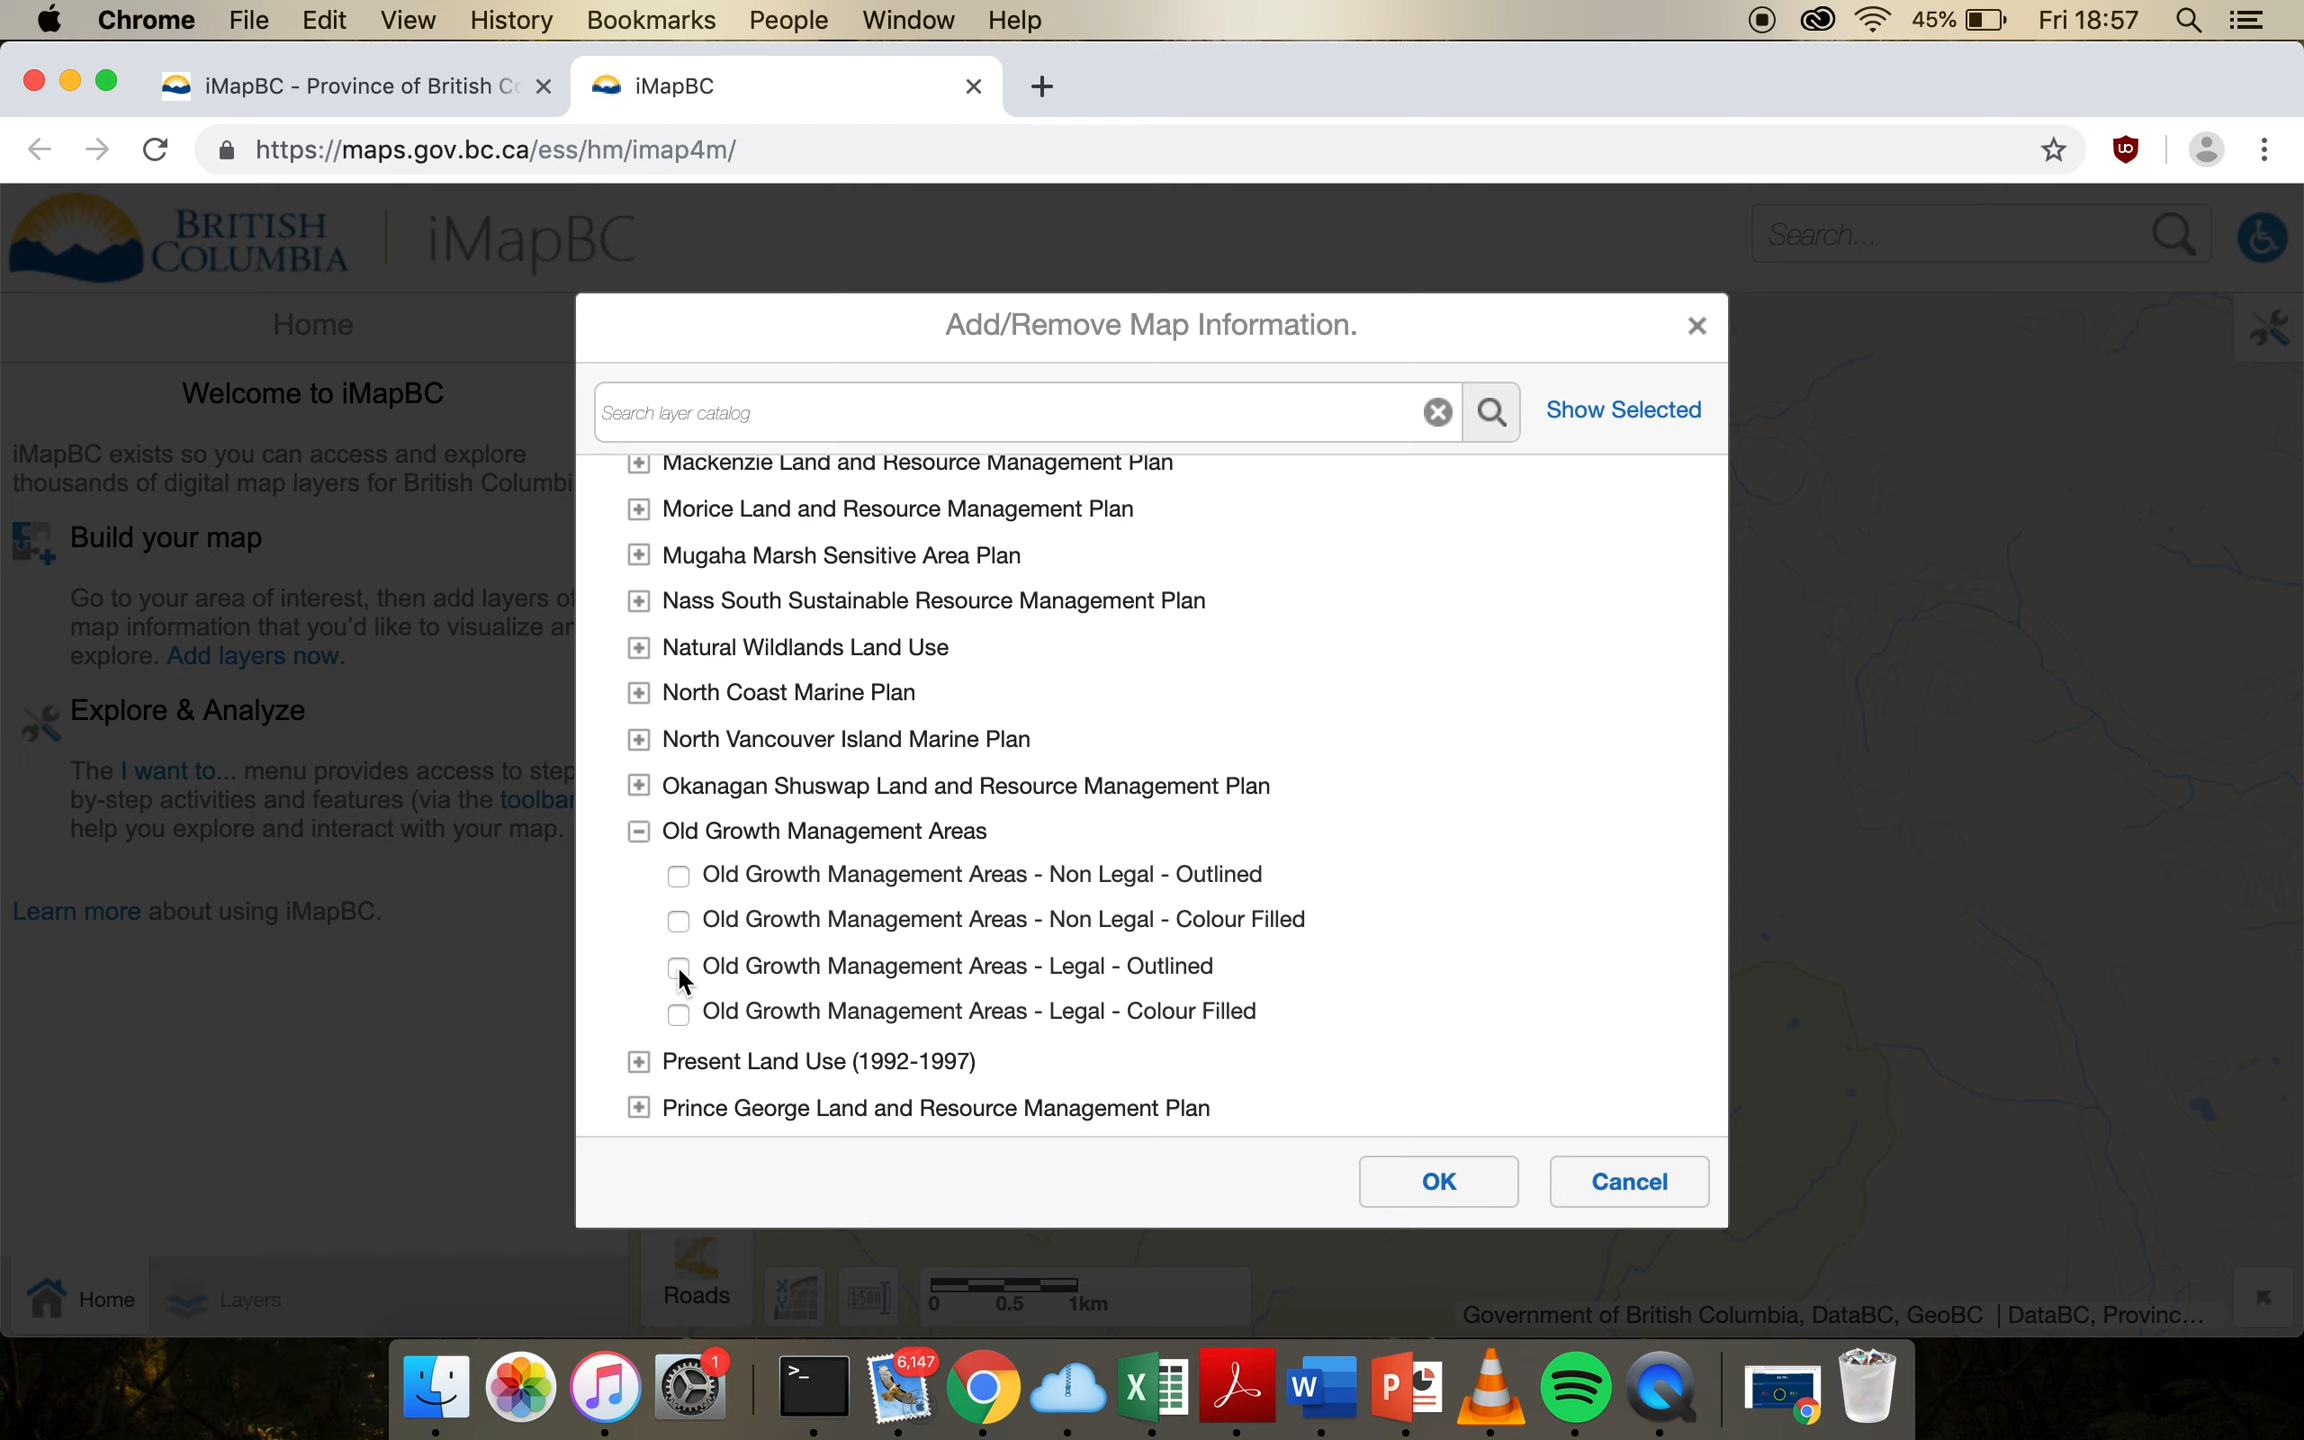 Chrome File Edit View History Bookmarks People Window Help 45% Fri 18:57
iMapBC - Province of British Co iMapBC
https://maps.gov.bc.ca/ess/hm/imap4m/
BRITISH COLUMBIA iMapBC
Search...
Home
Welcome to iMapBC
iMapBC exists so you can access and explore
thousands of digital map layers for British Columbi
Build your map
Go to your area of interest, then add layers of
map information that you'd like to visualize an
explore. Add layers now.
Explore & Analyze
The I want to... menu provides access to step
by-step activities and features (via the toolbar
help you explore and interact with your map.
Learn more about using iMapBC.
Add/Remove Map Information.
Search layer catalog
Show Selected
Mackenzie Land and Resource Management Plan
Morice Land and Resource Management Plan
Mugaha Marsh Sensitive Area Plan
Nass South Sustainable Resource Management Plan
Natural Wildlands Land Use
North Coast Marine Plan
North Vancouver Island Marine Plan
Okanagan Shuswap Land and Resource Management Plan
Old Growth Management Areas
Old Growth Management Areas - Non Legal - Outlined
Old Growth Management Areas - Non Legal - Colour Filled
Old Growth Management Areas - Legal - Outlined
Old Growth Management Areas - Legal - Colour Filled
Present Land Use (1992-1997)
Prince George Land and Resource Management Plan
OK Cancel
Home Layers
Roads
1:500
0 0.5 1km
Government of British Columbia, DataBC, GeoBC | DataBC, Provinc...
1
6,147